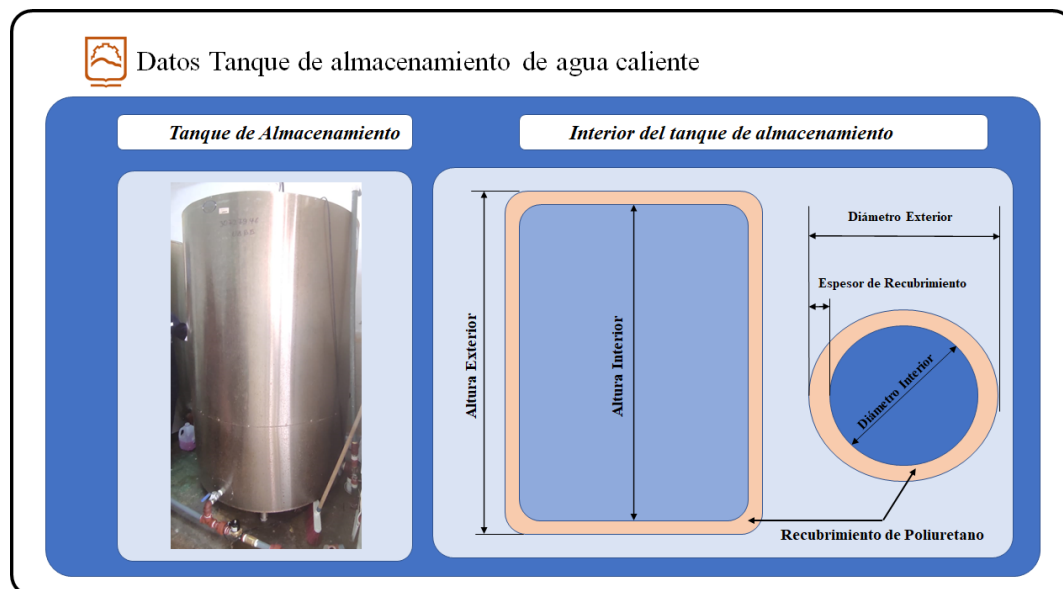 Datos Tanque de almacenamiento de agua caliente
Tanque de Almacenamiento
Interior del tanque de almacenamiento
Altura Exterior
Altura Interior
Diámetro Exterior
Espesor de Recubrimiento
Diámetro Interior
Recubrimiento de Poliuretano